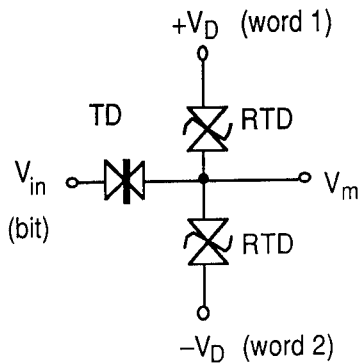 +V_D (word 1)
TD
RTD
V_in
V_m
(bit)
RTD
−V_D (word 2)